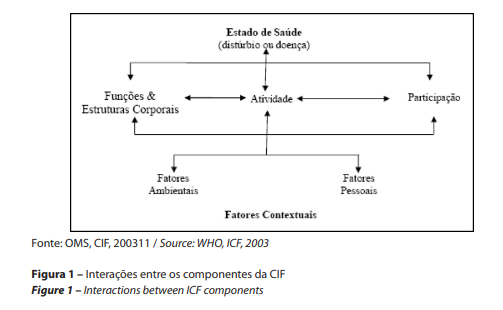 Estado de Saúde
(distúrbio ou doença)
Funções &
Estruturas Corporais
Atividade
Participação
Fatores
Ambientais
Fatores
Pessoais
Fatores Contextuais
Fonte: OMS, CIF, 200311 / Source: WHO, ICF, 2003
Figura 1 – Interações entre os componentes da CIF
Figure 1 – Interactions between ICF components